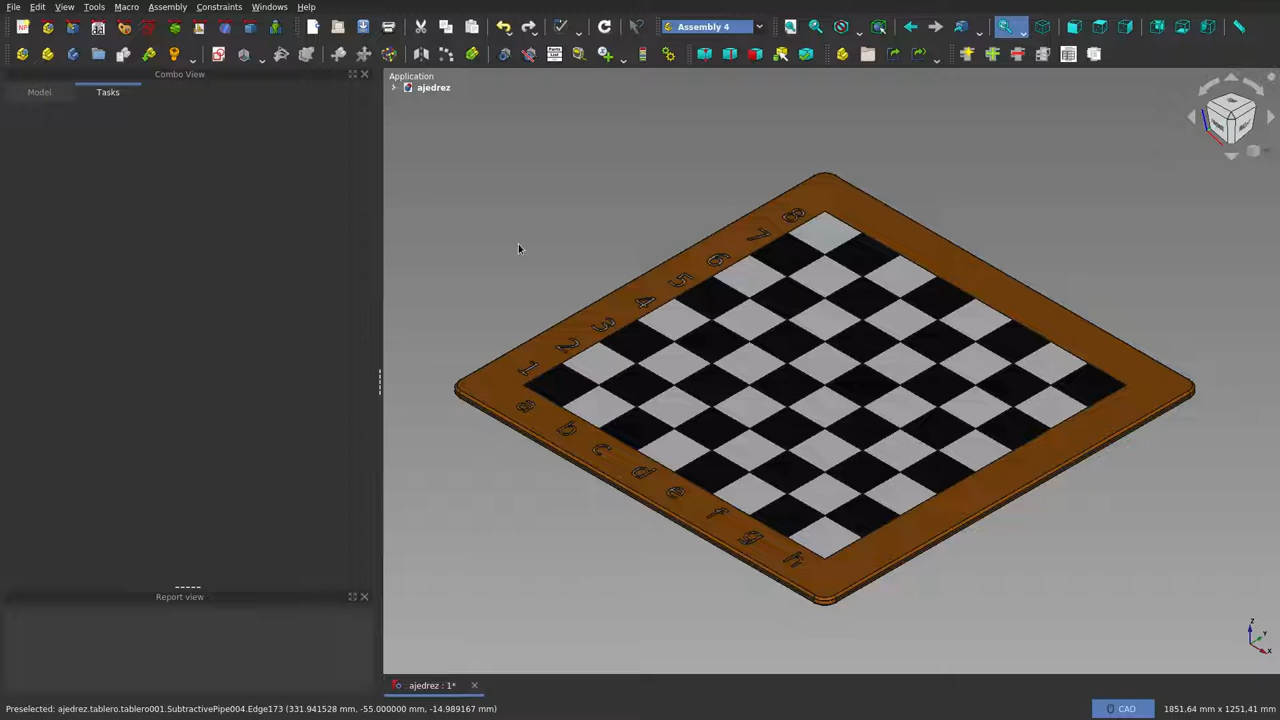 File Edit View Tools Macro Assembly Constraints Windows Help
Assembly 4
Combo View
Model Tasks
Application
ajedrez
8
7
6
5
4
3
2
1
a
b
c
d
e
f
g
h
Report view
Z
Y
X
ajedrez : 1*
Preselected: ajedrez.tablero.tablero001.SubtractivePipe004.Edge173 (331.941528 mm, -55.000000 mm, -14.989167 mm)
CAD
1851.64 mm x 1251.41 mm